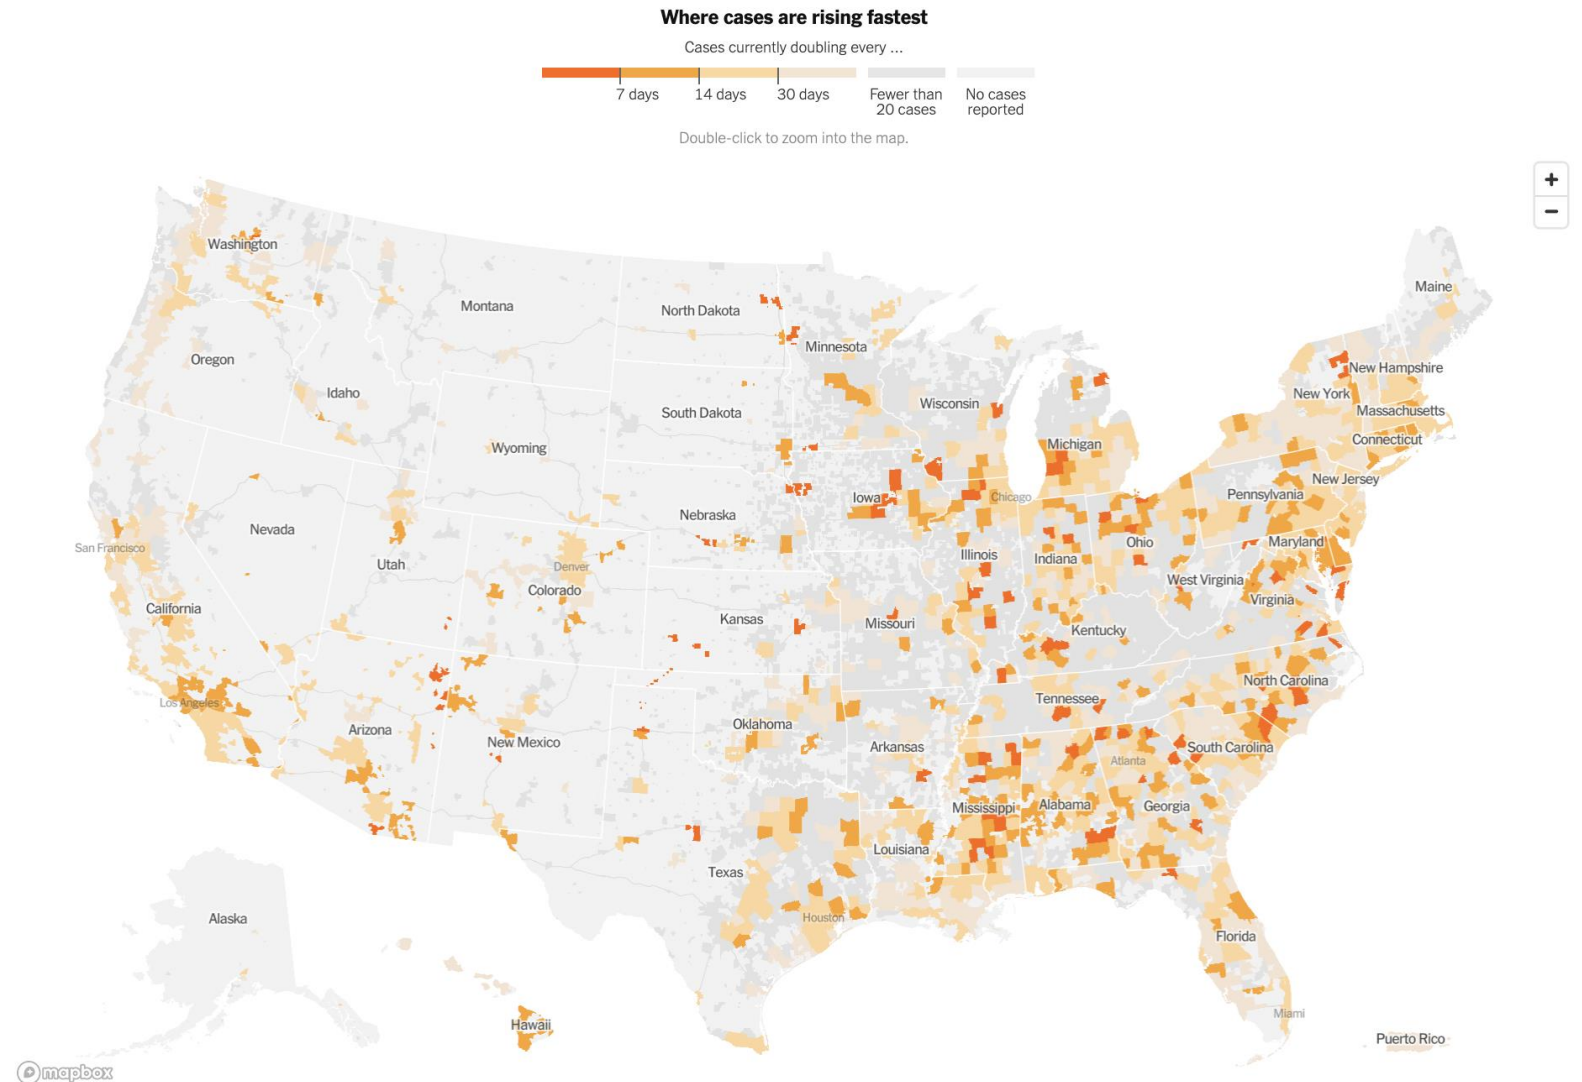 Where cases are rising fastest
Cases currently doubling every ...
7 days
14 days
30 days
Fewer than
20 cases
No cases
reported
Double-click to zoom into the map.
+
−
Washington
Montana
North Dakota
Minnesota
Maine
Oregon
Idaho
South Dakota
Wisconsin
New Hampshire
New York
Massachusetts
Wyoming
Michigan
Connecticut
New Jersey
Iowa
Chicago
Pennsylvania
Nebraska
Nevada
San Francisco
Utah
Denver
Colorado
Illinois
Indiana
Ohio
Maryland
West Virginia
Virginia
California
Kansas
Missouri
Kentucky
North Carolina
Los Angeles
Arizona
New Mexico
Oklahoma
Tennessee
Arkansas
South Carolina
Atlanta
Mississippi
Alabama
Georgia
Texas
Louisiana
Houston
Alaska
Florida
Hawaii
Miami
Puerto Rico
mapbox